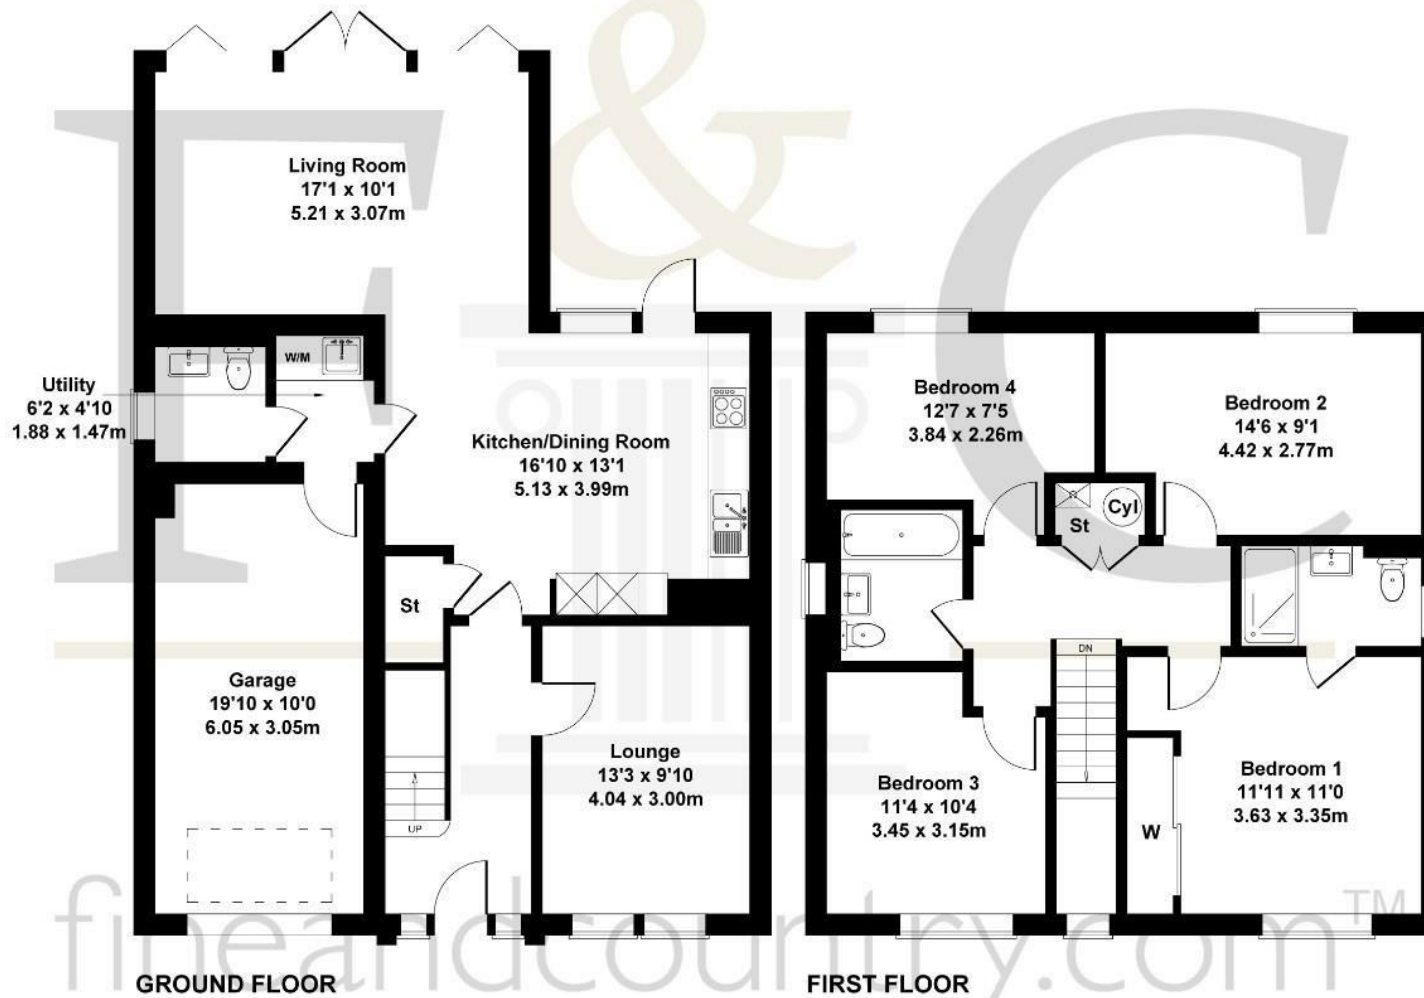 F & C
Living Room
17'1 x 10'1
5.21 x 3.07m
Utility
6'2 x 4'10
1.88 x 1.47m
W/M
Kitchen/Dining Room
16'10 x 13'1
5.13 x 3.99m
St
Garage
19'10 x 10'0
6.05 x 3.05m
UP
Lounge
13'3 x 9'10
4.04 x 3.00m
GROUND FLOOR
Bedroom 4
12'7 x 7'5
3.84 x 2.26m
Bedroom 2
14'6 x 9'1
4.42 x 2.77m
St
Cyl
DN
Bedroom 3
11'4 x 10'4
3.45 x 3.15m
W
Bedroom 1
11'11 x 11'0
3.63 x 3.35m
FIRST FLOOR
fineandcountry.com™